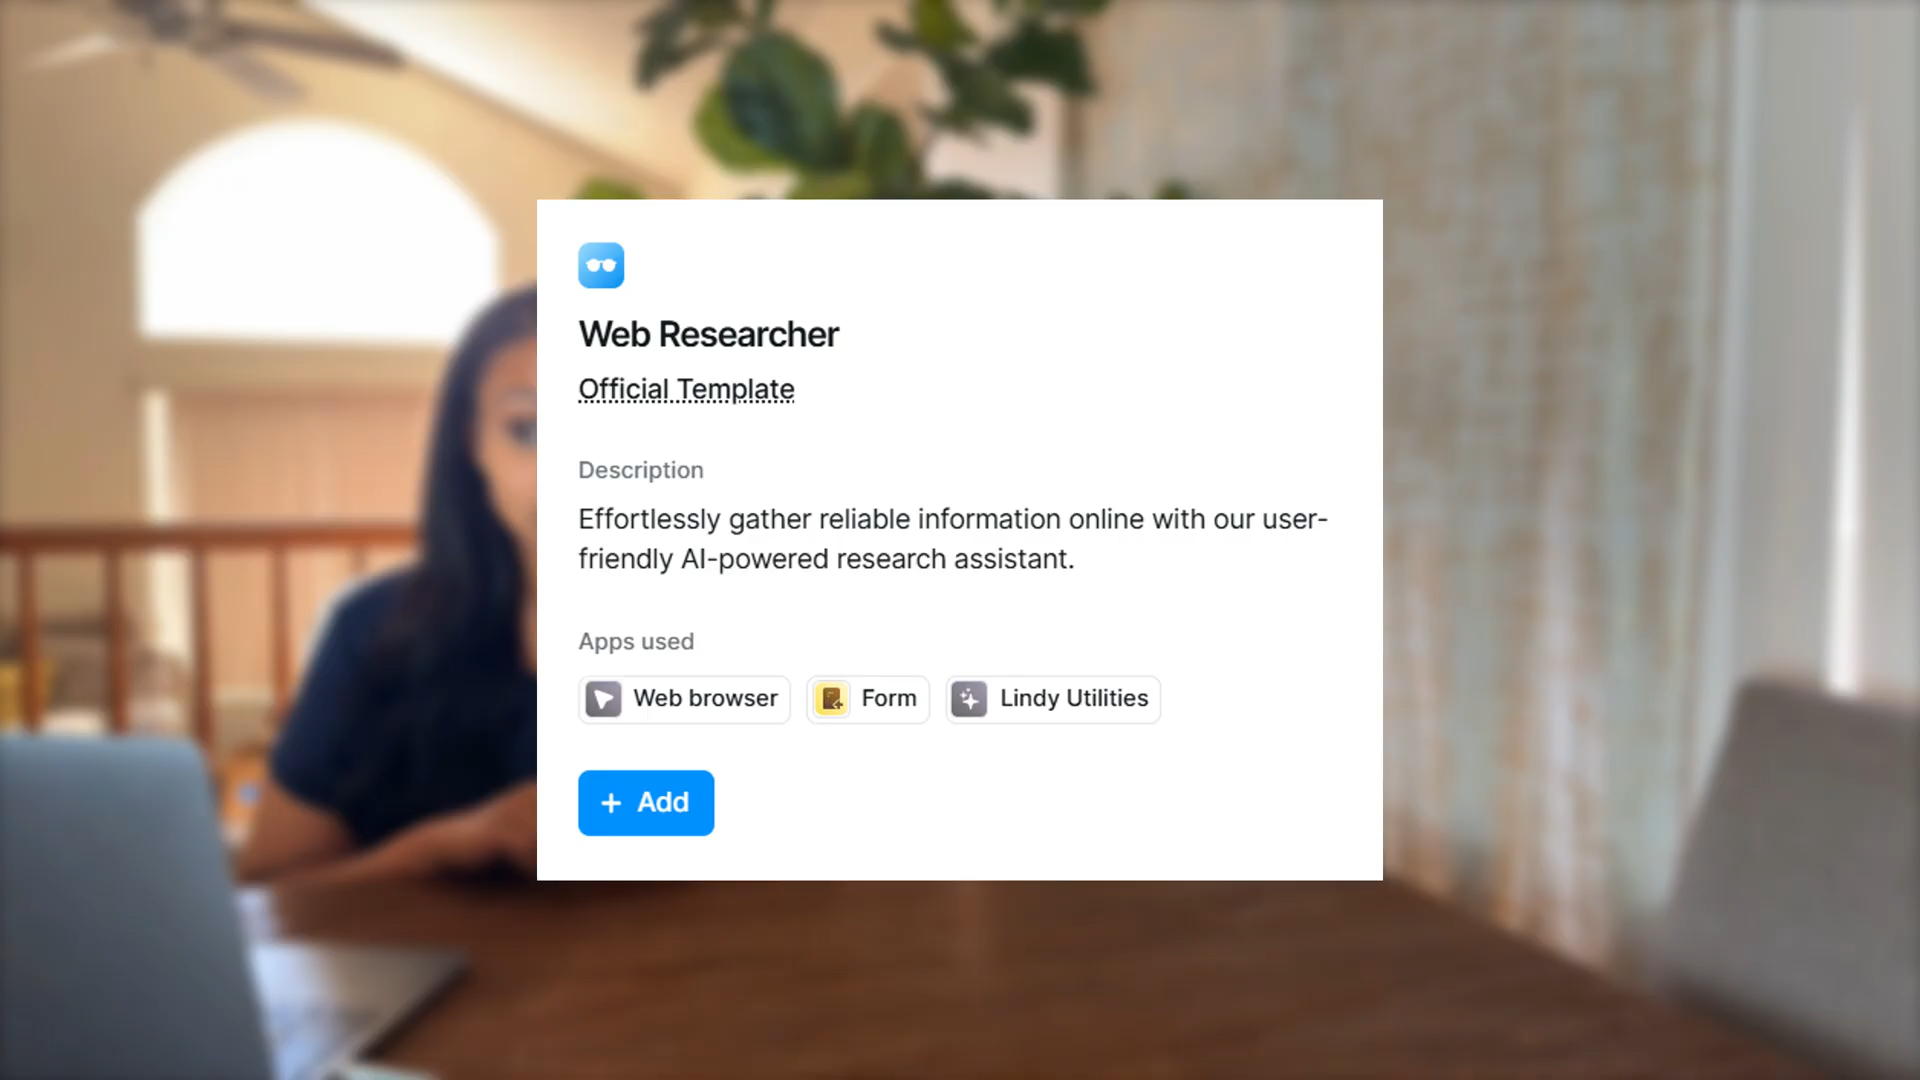 Web Researcher
Official Template
Description
Effortlessly gather reliable information online with our user-
friendly AI-powered research assistant.
Apps used
Web browser Form Lindy Utilities
+ Add